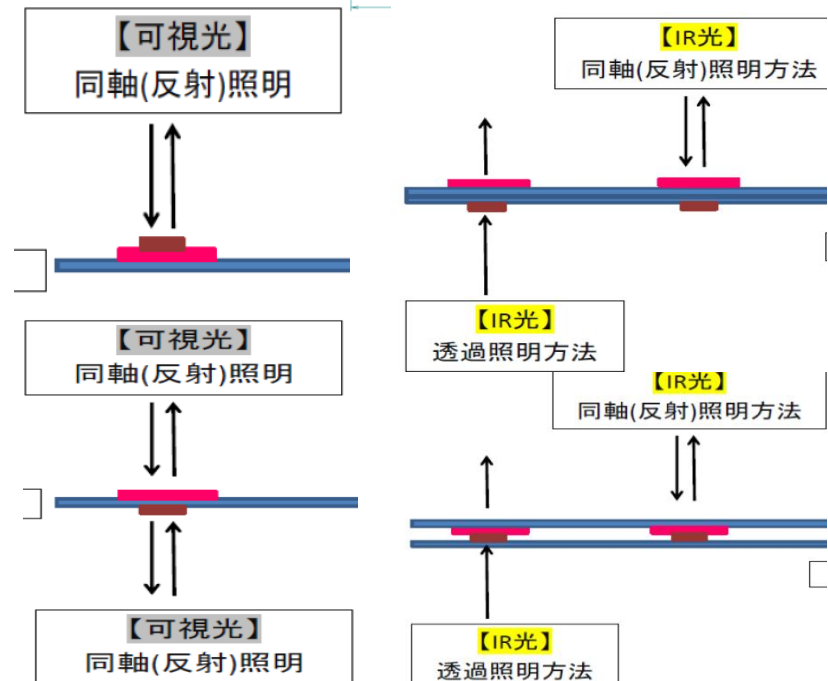 【可視光】
同軸(反射)照明
【IR光】
同軸(反射)照明方法
【IR光】
透過照明方法
【可視光】
同軸(反射)照明
【IR光】
同軸(反射)照明方法
【可視光】
同軸(反射)照明
【IR光】
透過照明方法